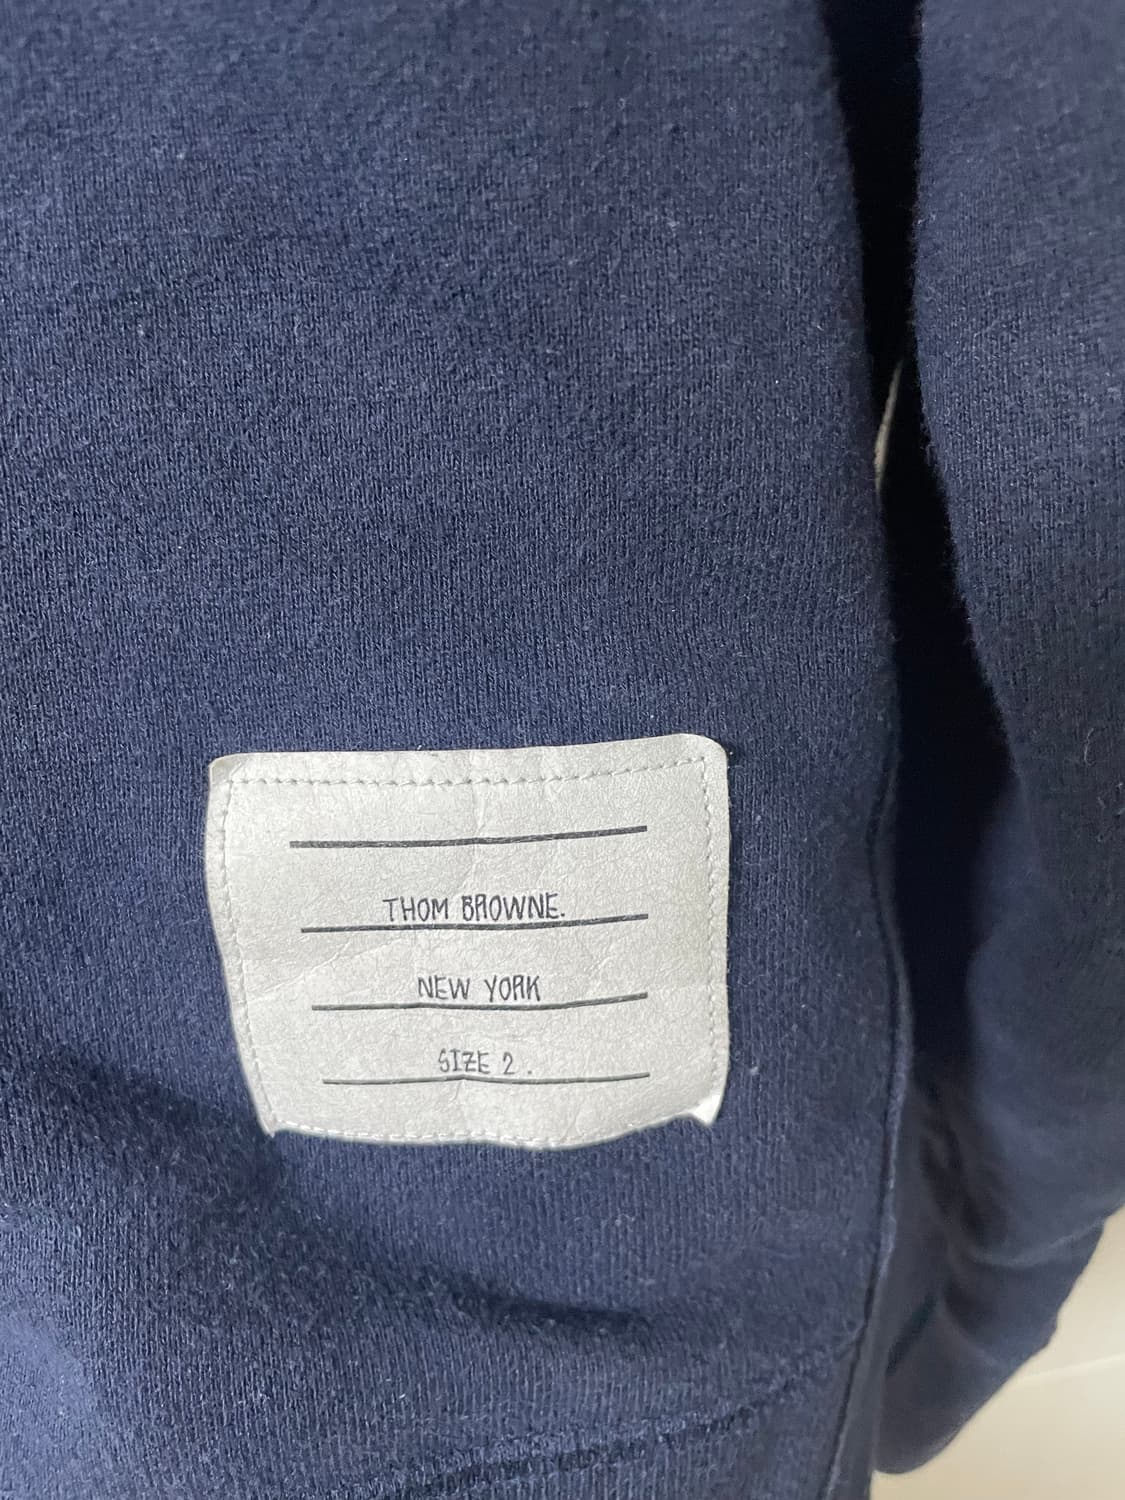 THOM BROWNE.
NEW YORK
SIZE 2.